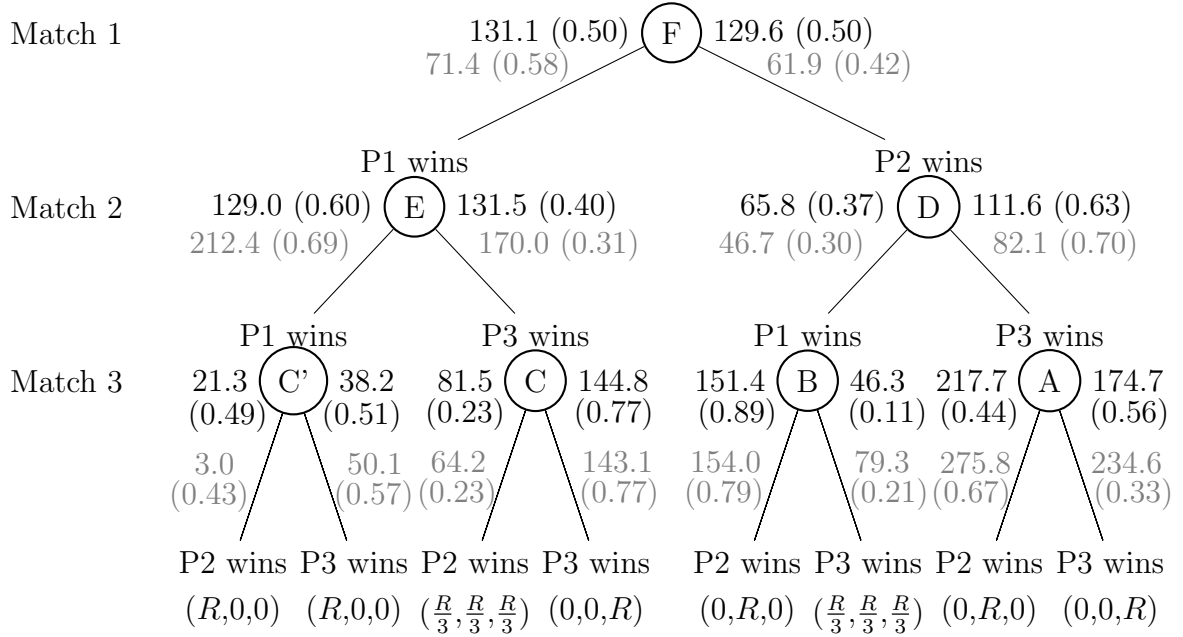 Match 1 131.1 (0.50) F 129.6 (0.50)
71.4 (0.58) 61.9 (0.42)
P1 wins P2 wins
Match 2 129.0 (0.60) E 131.5 (0.40) 65.8 (0.37) D 111.6 (0.63)
212.4 (0.69) 170.0 (0.31) 46.7 (0.30) 82.1 (0.70)
P1 wins P3 wins P1 wins P3 wins
Match 3 21.3 C’ 38.2 81.5 C 144.8 151.4 B 46.3 217.7 A 174.7
(0.49) (0.51) (0.23) (0.77) (0.89) (0.11) (0.44) (0.56)
3.0 50.1 64.2 143.1 154.0 79.3 275.8 234.6
(0.43) (0.57) (0.23) (0.77) (0.79) (0.21) (0.67) (0.33)
P2 wins P3 wins P2 wins P3 wins P2 wins P3 wins P2 wins P3 wins
(R,0,0) (R,0,0) (R/3,R/3,R/3) (0,0,R) (0,R,0) (R/3,R/3,R/3) (0,R,0) (0,0,R)